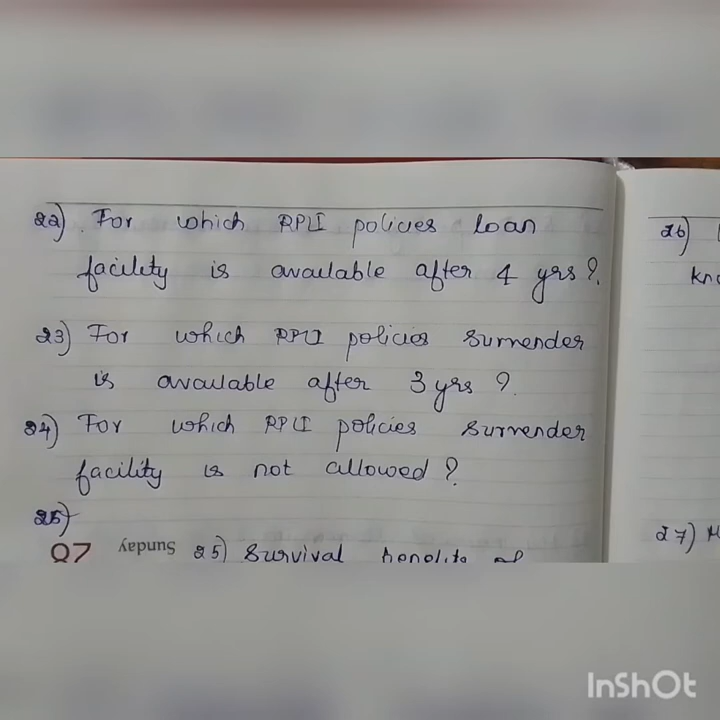 22) For which RPLI policies loan
facility is available after 4 yrs?
23) For which RPLI policies Surrender
is available after 3 yrs?
24) For which RPLI policies Surrender
facility is not allowed?
25)
Sunday 25) Survival benefits of
26)
27)
InShOt